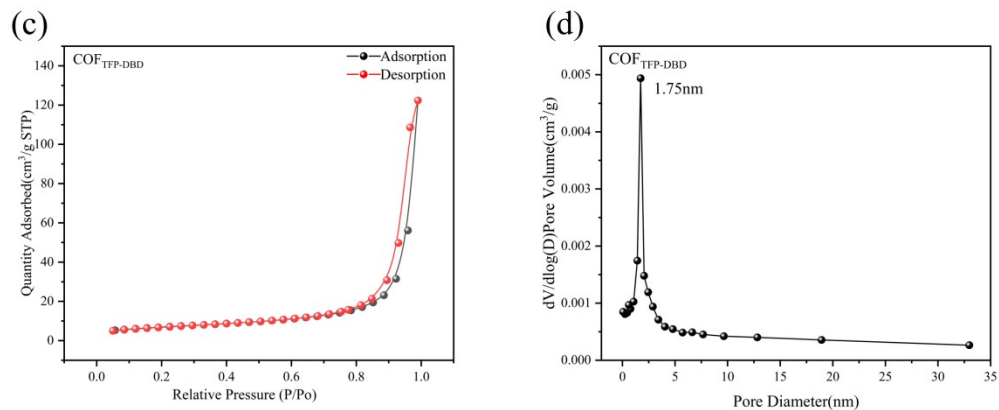 (c)
COF_TFP-DBD
Adsorption
Desorption
Quantity Adsorbed(cm³/g STP)
140
120
100
80
60
40
20
0
0.0 0.2 0.4 0.6 0.8 1.0
Relative Pressure (P/Po)
(d)
COF_TFP-DBD
1.75nm
dV/dlog(D)Pore Volume(cm³/g)
0.005
0.004
0.003
0.002
0.001
0.000
0 5 10 15 20 25 30 35
Pore Diameter(nm)